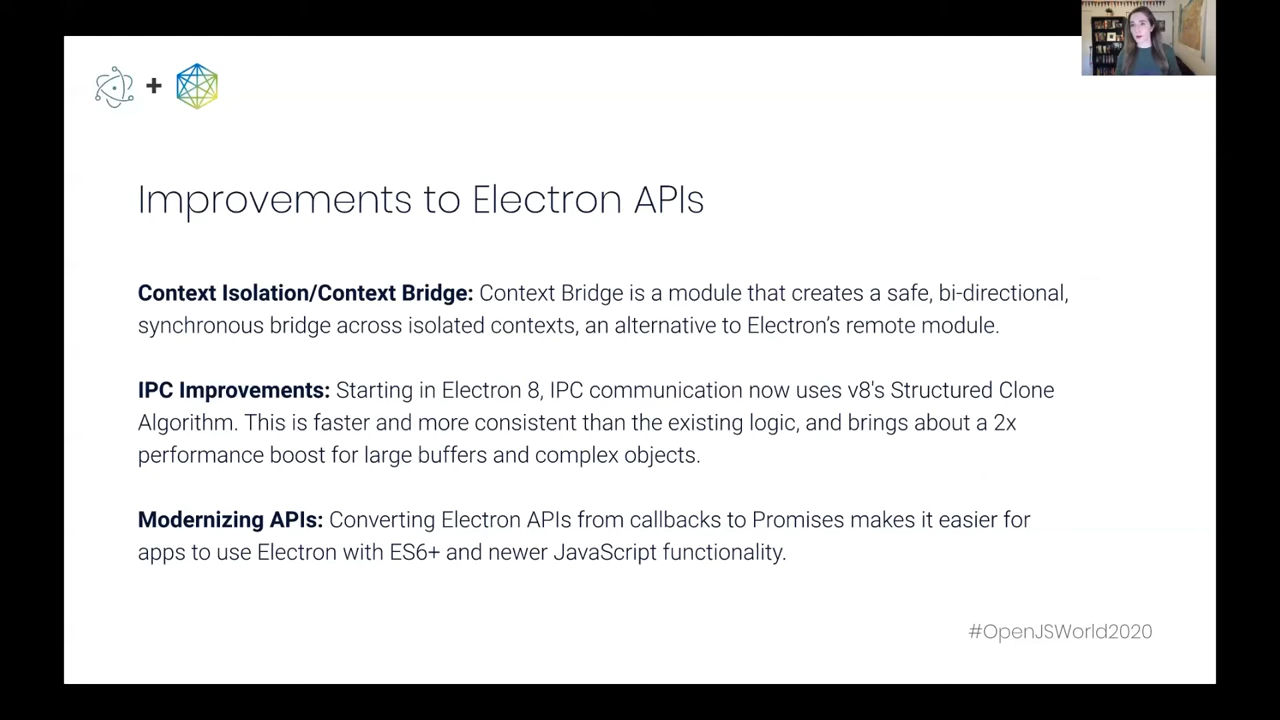 +
Improvements to Electron APIs
Context Isolation/Context Bridge: Context Bridge is a module that creates a safe, bi-directional,
synchronous bridge across isolated contexts, an alternative to Electron’s remote module.
IPC Improvements: Starting in Electron 8, IPC communication now uses v8's Structured Clone
Algorithm. This is faster and more consistent than the existing logic, and brings about a 2x
performance boost for large buffers and complex objects.
Modernizing APIs: Converting Electron APIs from callbacks to Promises makes it easier for
apps to use Electron with ES6+ and newer JavaScript functionality.
#OpenJSWorld2020